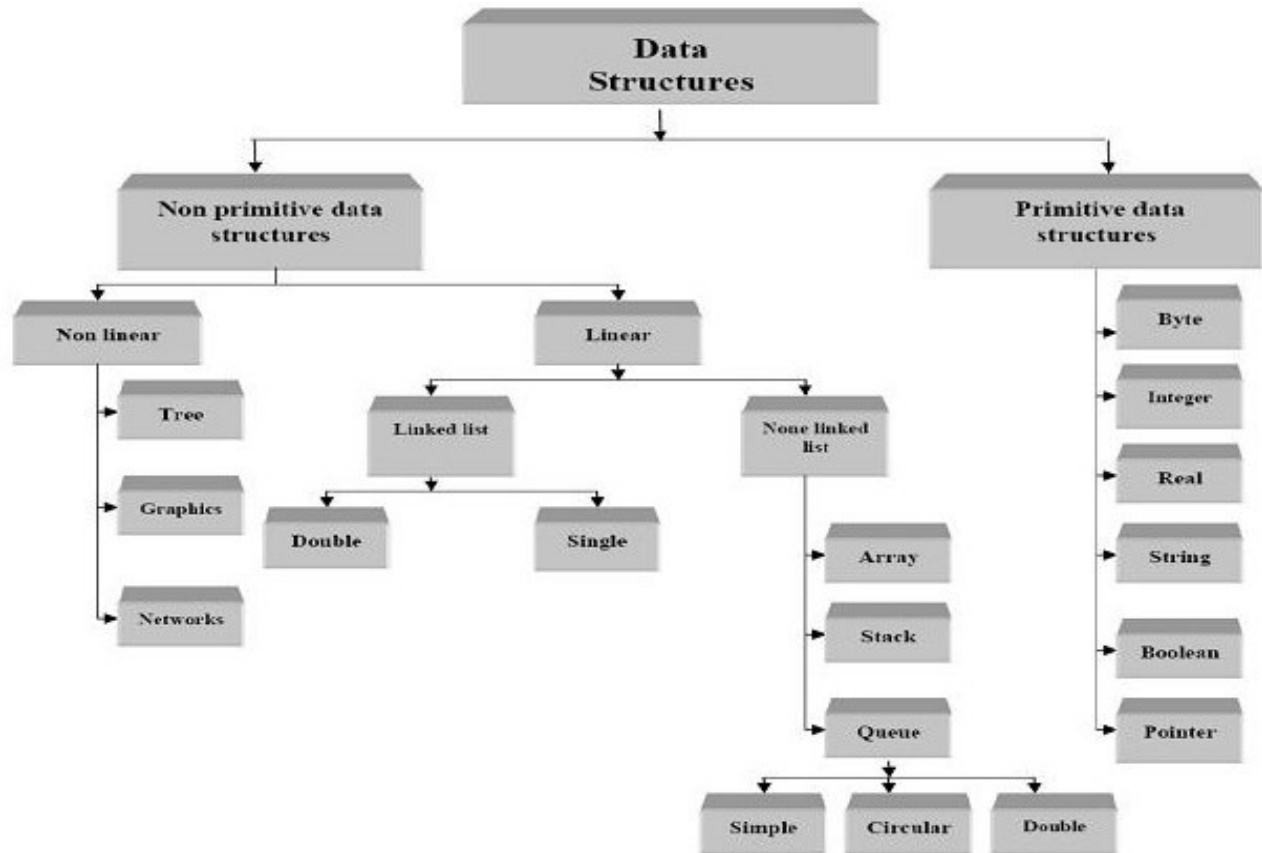 Data
Structures
Non primitive data
structures
Primitive data
structures
Non linear
Linear
Byte
Tree
Linked list
None linked
list
Integer
Graphics
Double
Single
Real
Array
String
Networks
Stack
Boolean
Queue
Pointer
Simple
Circular
Double